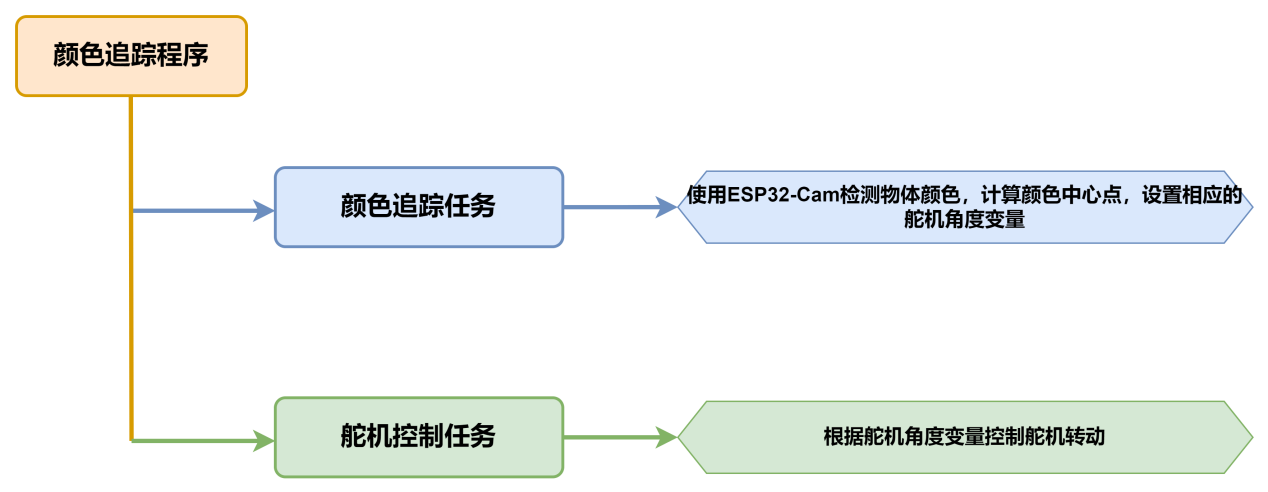 颜色追踪程序
颜色追踪任务
使用ESP32-Cam检测物体颜色，计算颜色中心点，设置相应的
舵机角度变量
舵机控制任务
根据舵机角度变量控制舵机转动